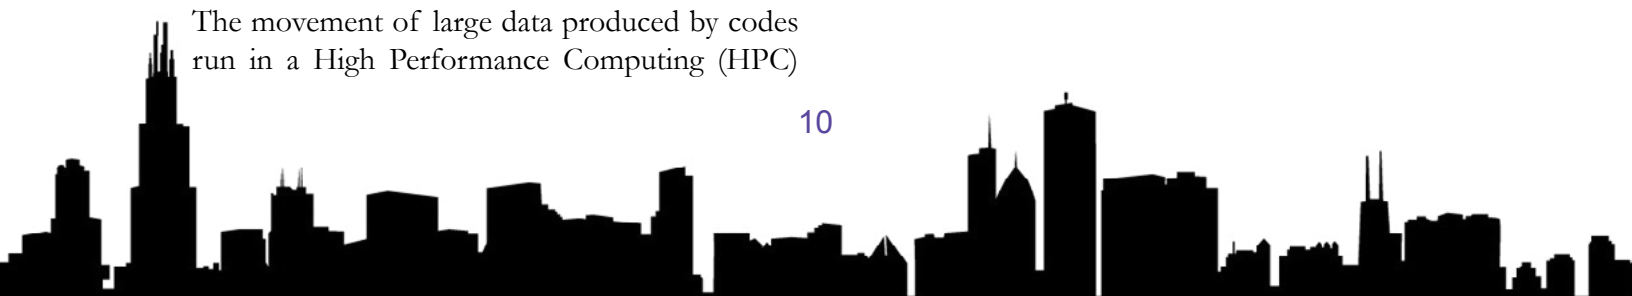 The movement of large data produced by codes
run in a High Performance Computing (HPC)
10